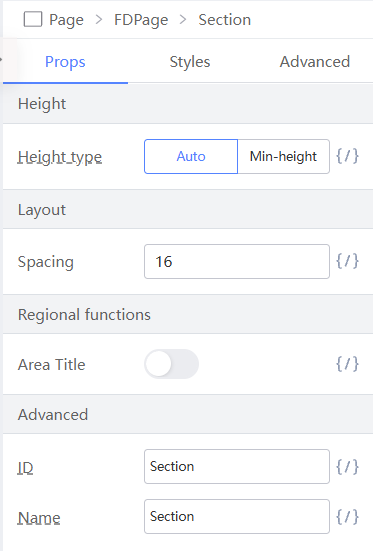 Page > FDPage > Section
Props Styles Advanced
Height
Height type Auto Min-height {/}
Layout
Spacing 16 {/}
Regional functions
Area Title {/}
Advanced
ID Section {/}
Name Section {/}